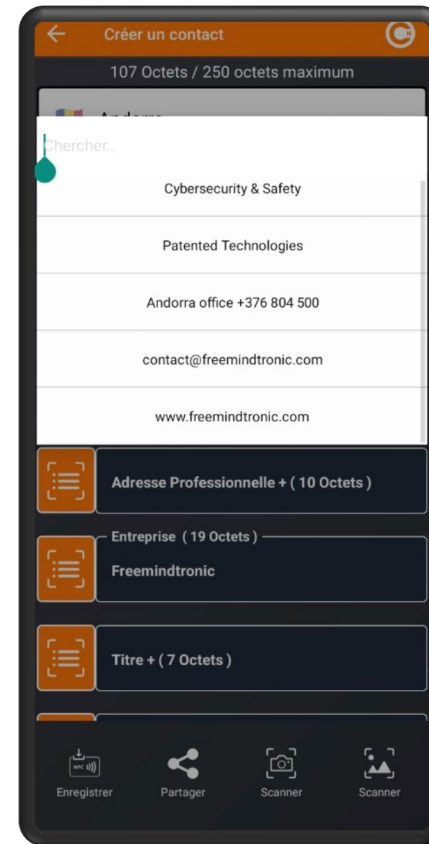 Créer un contact
107 Octets / 250 octets maximum
Andorra
Chercher...
Cybersecurity & Safety
Patented Technologies
Andorra office +376 804 500
contact@freemindtronic.com
www.freemindtronic.com
Adresse Professionnelle + ( 10 Octets )
Entreprise ( 19 Octets )
Freemindtronic
Titre + ( 7 Octets )
NFC
Enregistrer
Partager
Scanner
Scanner